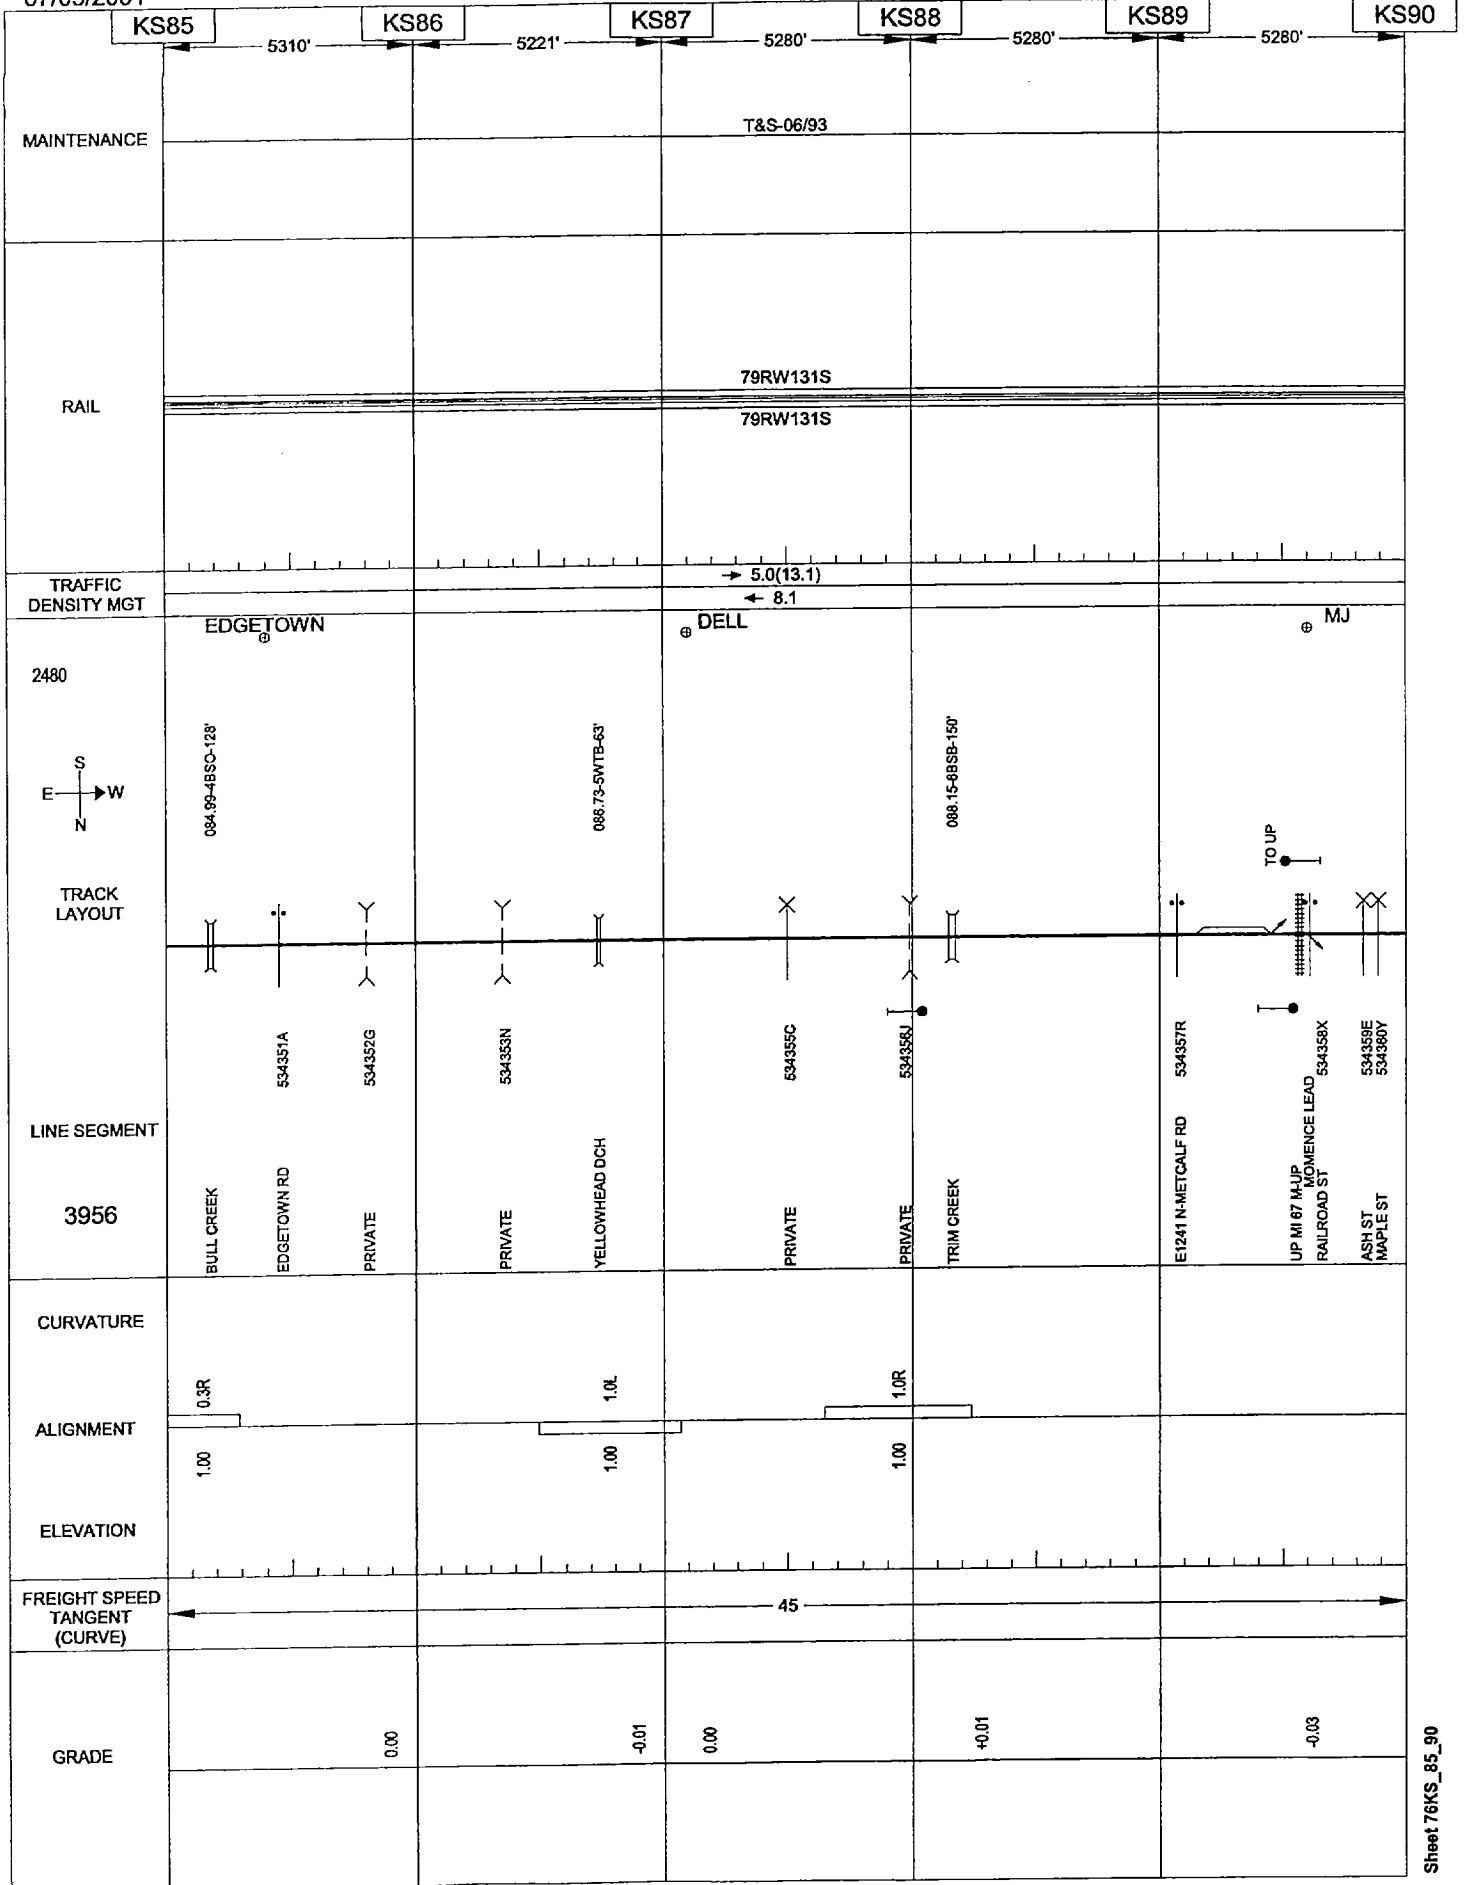 KS85 KS86 KS87 KS88 KS89 KS90
5310' 5221' 5280' 5280' 5280'
MAINTENANCE
T&S-06/93
79RW131S
RAIL
79RW131S
TRAFFIC
DENSITY MGT
→ 5.0(13.1)
← 8.1
EDGETOWN DELL MJ
2480
084.99-4BSO-128' 086.73-5WTB-63' 088.15-8BSB-150'
S
E W
N
TO UP
TRACK
LAYOUT
534351A 534352G 534353N 534355C 534356J 534357R 534358X 534359E 534360Y
LINE SEGMENT
3956
BULL CREEK
EDGETOWN RD
PRIVATE
PRIVATE
YELLOWHEAD DCH
PRIVATE
PRIVATE
TRIM CREEK
E1241 N-METCALF RD
UP MI 67 M-UP
MOMENCE LEAD
RAILROAD ST
ASH ST
MAPLE ST
CURVATURE
0.3R 1.0L 1.0R
ALIGNMENT
1.00 1.00 1.00
ELEVATION
FREIGHT SPEED
TANGENT
(CURVE)
45
GRADE
0.00 -0.01 0.00 +0.01 -0.03
Sheet 76KS_85_90